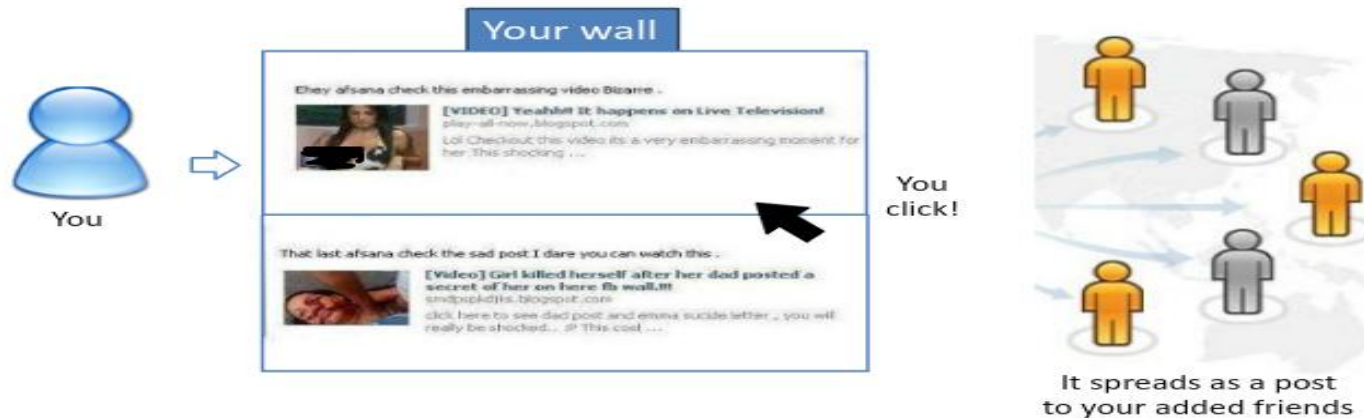 Your wall
Ehey afsana check this embarrassing video Bizarre .
[VIDEO] Yeahh!! It happens on Live Television!
play-all-now.blogspot.com
Lol Checkout this video its a very embarrassing moment for
her This shocking ...
You
You
click!
That last afsana check the sad post I dare you can watch this .
[Video] Girl killed herself after her dad posted a
secret of her on here fb wall.!!!
smdpspkdjks.blogspot.com
click here to see dad post and emma sucide letter , you will
really be shocked.. :P This cool ...
It spreads as a post
to your added friends